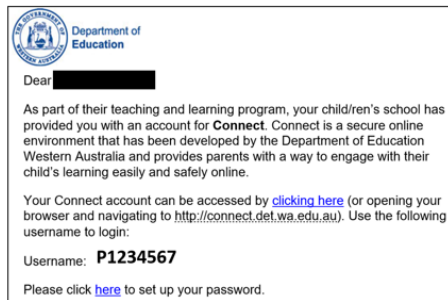 THE GOVERNMENT OF
WESTERN AUSTRALIA
Department of
Education
Dear
As part of their teaching and learning program, your child/ren's school has
provided you with an account for Connect. Connect is a secure online
environment that has been developed by the Department of Education
Western Australia and provides parents with a way to engage with their
child's learning easily and safely online.
Your Connect account can be accessed by clicking here (or opening your
browser and navigating to http://connect.det.wa.edu.au). Use the following
username to login:
Username: P1234567
Please click here to set up your password.